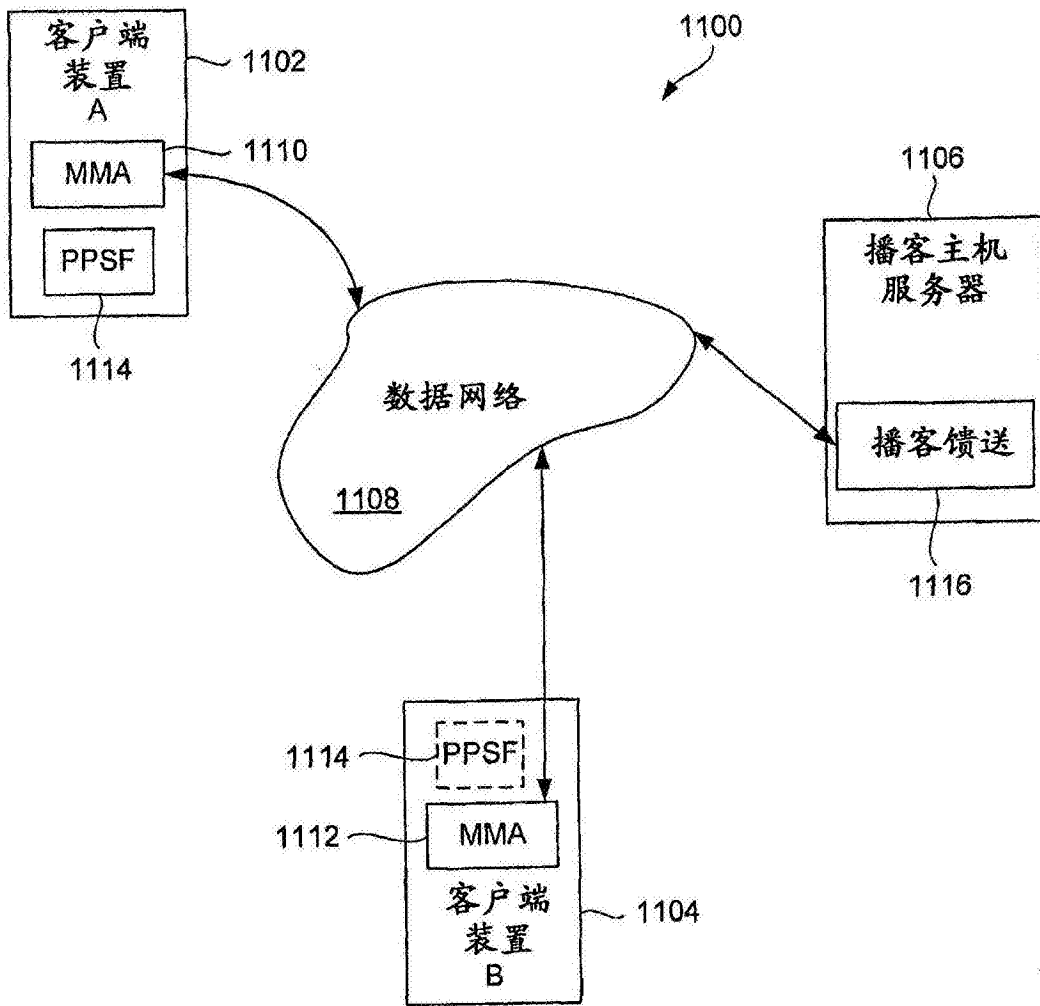 1100
客户端
装置
A
1102
MMA
1110
PPSF
1114
1106
播客主机
服务器
播客馈送
1116
数据网络
1108
1114
PPSF
1112
MMA
客户端
装置
B
1104